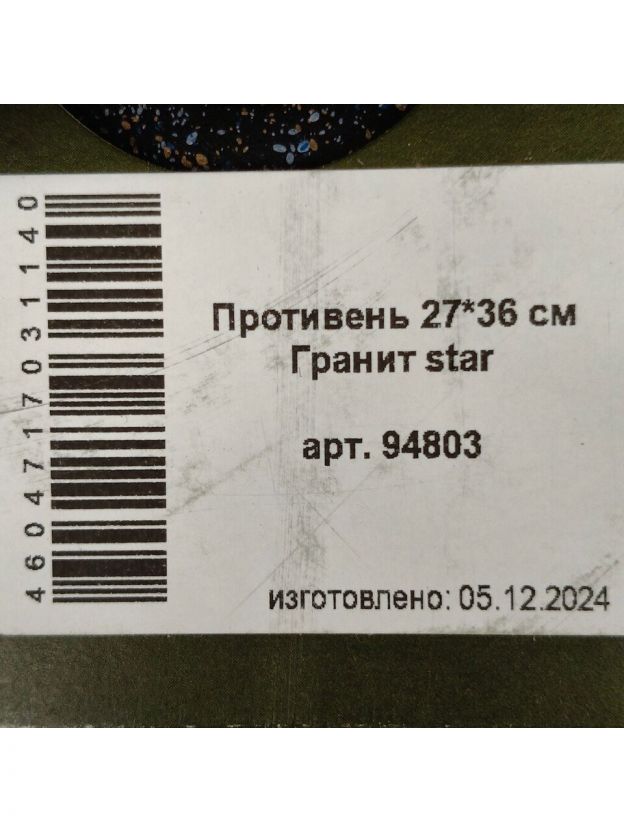 4604717031140
Противень 27*36 см
Гранит star
арт. 94803
изготовлено: 05.12.2024